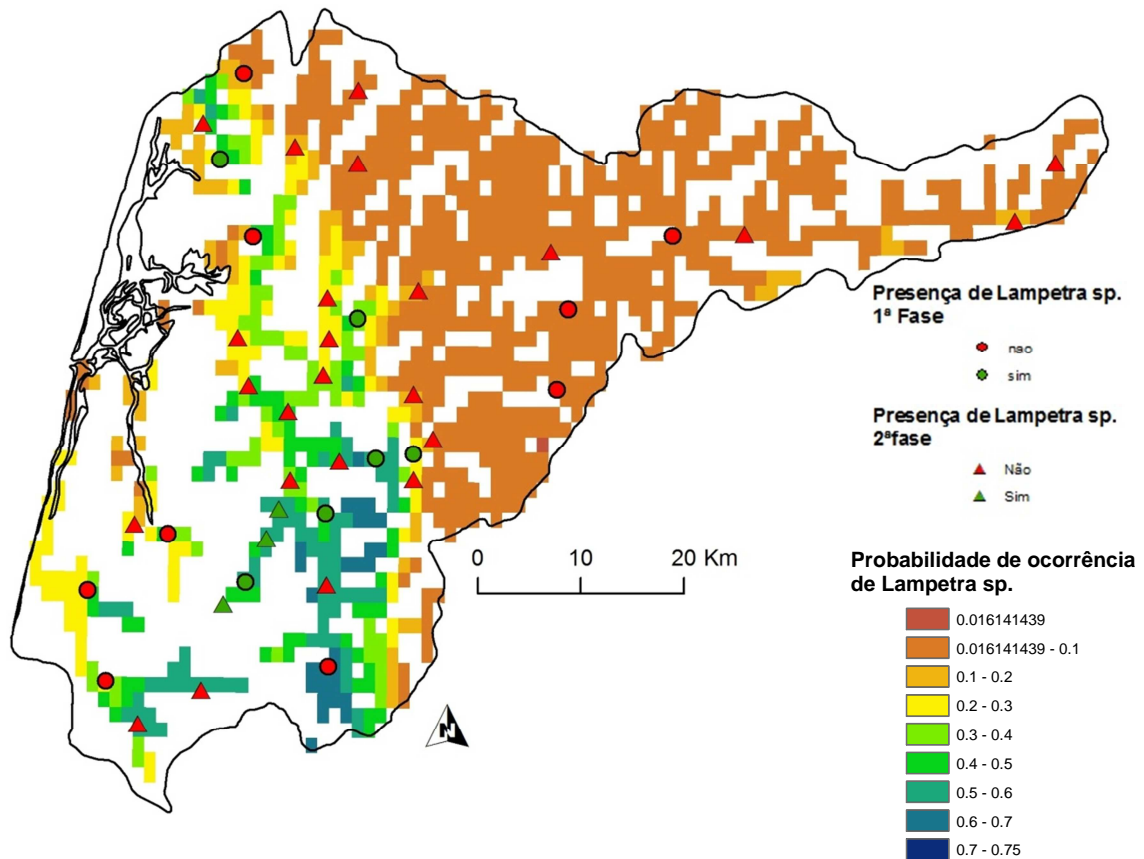 Presença de Lampetra sp.
1ª Fase
nao
sim
Presença de Lampetra sp.
2ªfase
Não
Sim
0 10 20 Km
N
Probabilidade de ocorrência
de Lampetra sp.
0.016141439
0.016141439 - 0.1
0.1 - 0.2
0.2 - 0.3
0.3 - 0.4
0.4 - 0.5
0.5 - 0.6
0.6 - 0.7
0.7 - 0.75